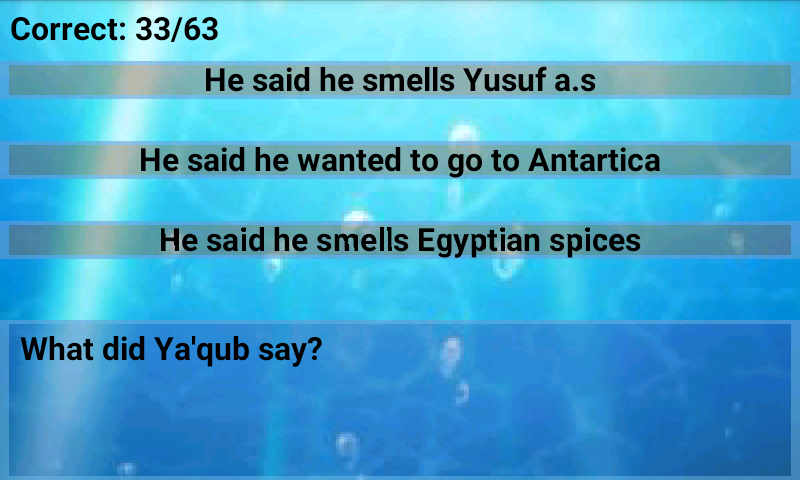 Correct: 33/63
He said he smells Yusuf a.s
He said he wanted to go to Antartica
He said he smells Egyptian spices
What did Ya'qub say?